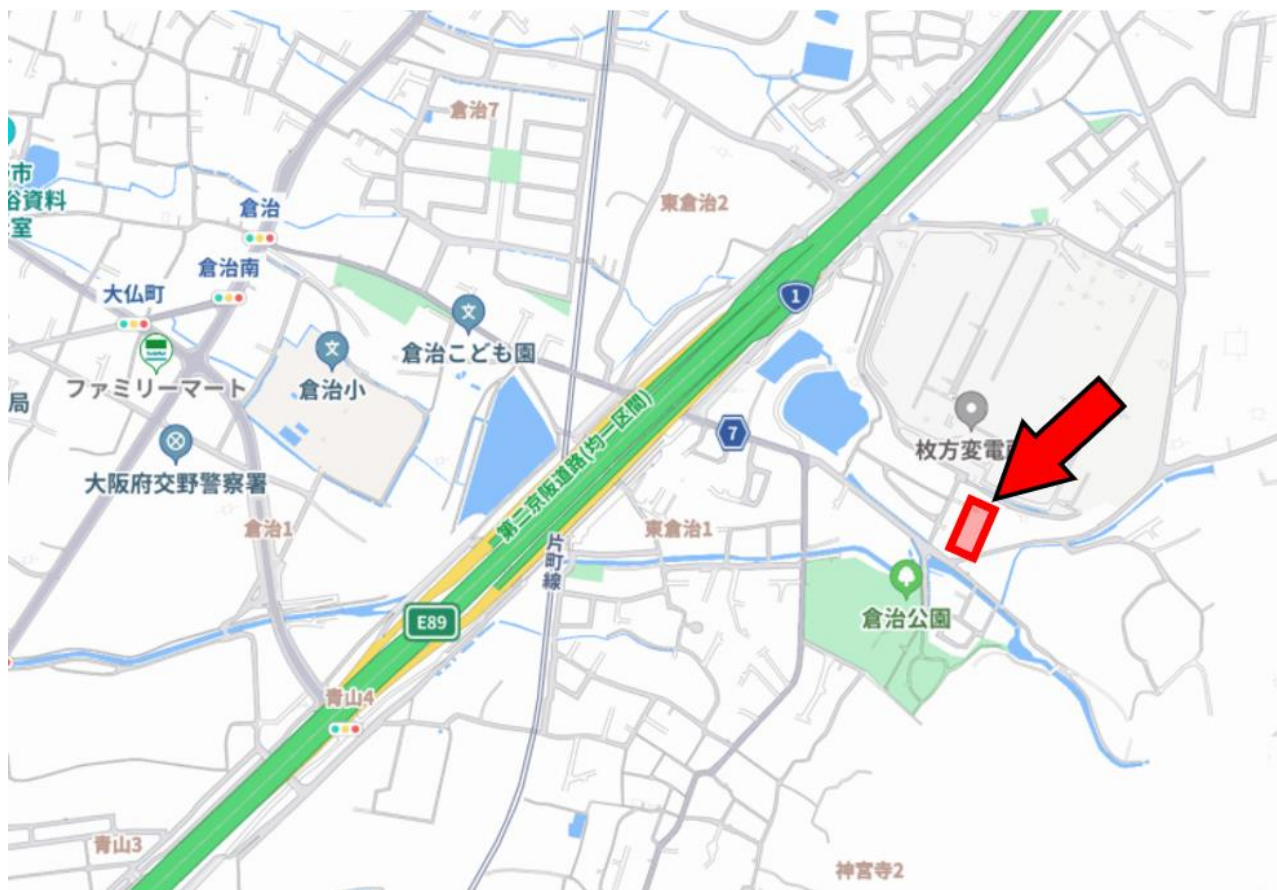 倉治7
市
谷資料
室
倉治
東倉治2
倉治南
大仏町
1
文
文
倉治こども園
倉治小
ファミリーマート
局
第二京阪道路(均一区間)
7
枚方変電
大阪府交野警察署
倉治1
東倉治1
片町線
倉治公園
E89
青山4
青山3
神宮寺2